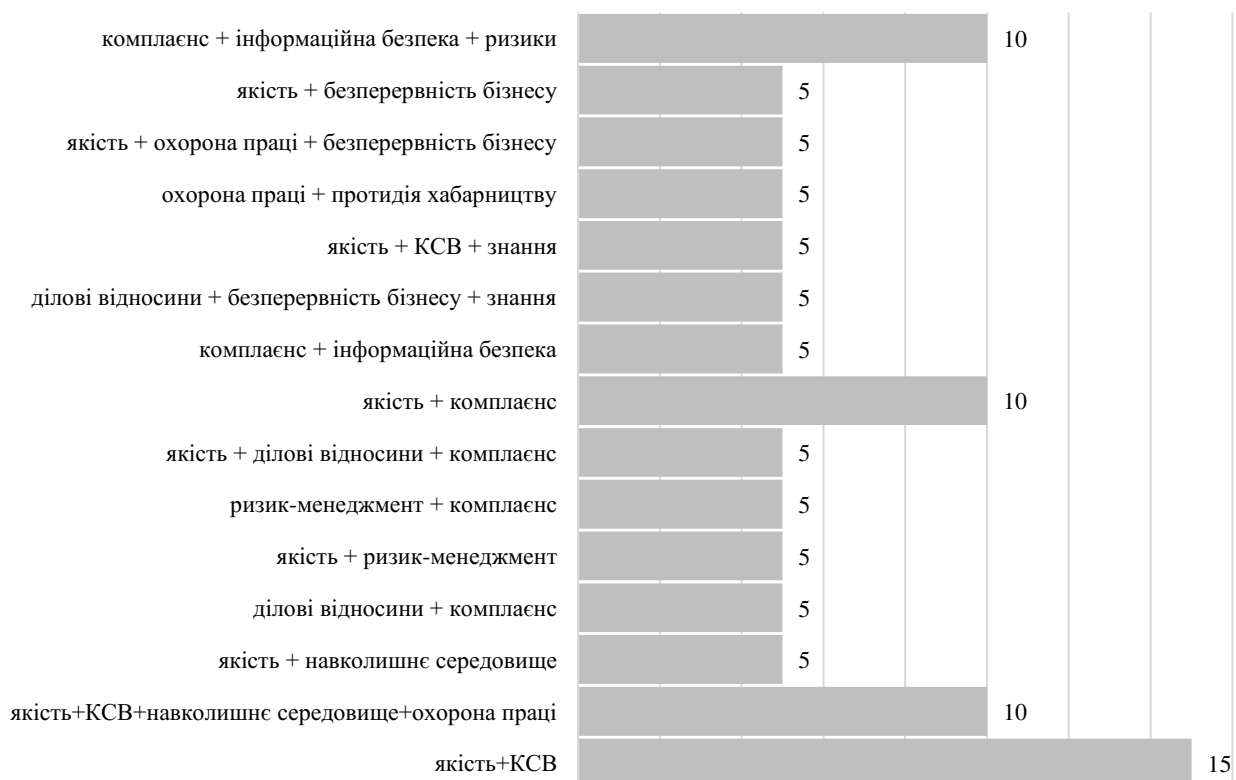 комплаєнс + інформаційна безпека + ризики 10
якість + безперервність бізнесу 5
якість + охорона праці + безперервність бізнесу 5
охорона праці + протидія хабарництву 5
якість + КСВ + знання 5
ділові відносини + безперервність бізнесу + знання 5
комплаєнс + інформаційна безпека 5
якість + комплаєнс 10
якість + ділові відносини + комплаєнс 5
ризик-менеджмент + комплаєнс 5
якість + ризик-менеджмент 5
ділові відносини + комплаєнс 5
якість + навколишнє середовище 5
якість+КСВ+навколишнє середовище+охорона праці 10
якість+КСВ 15